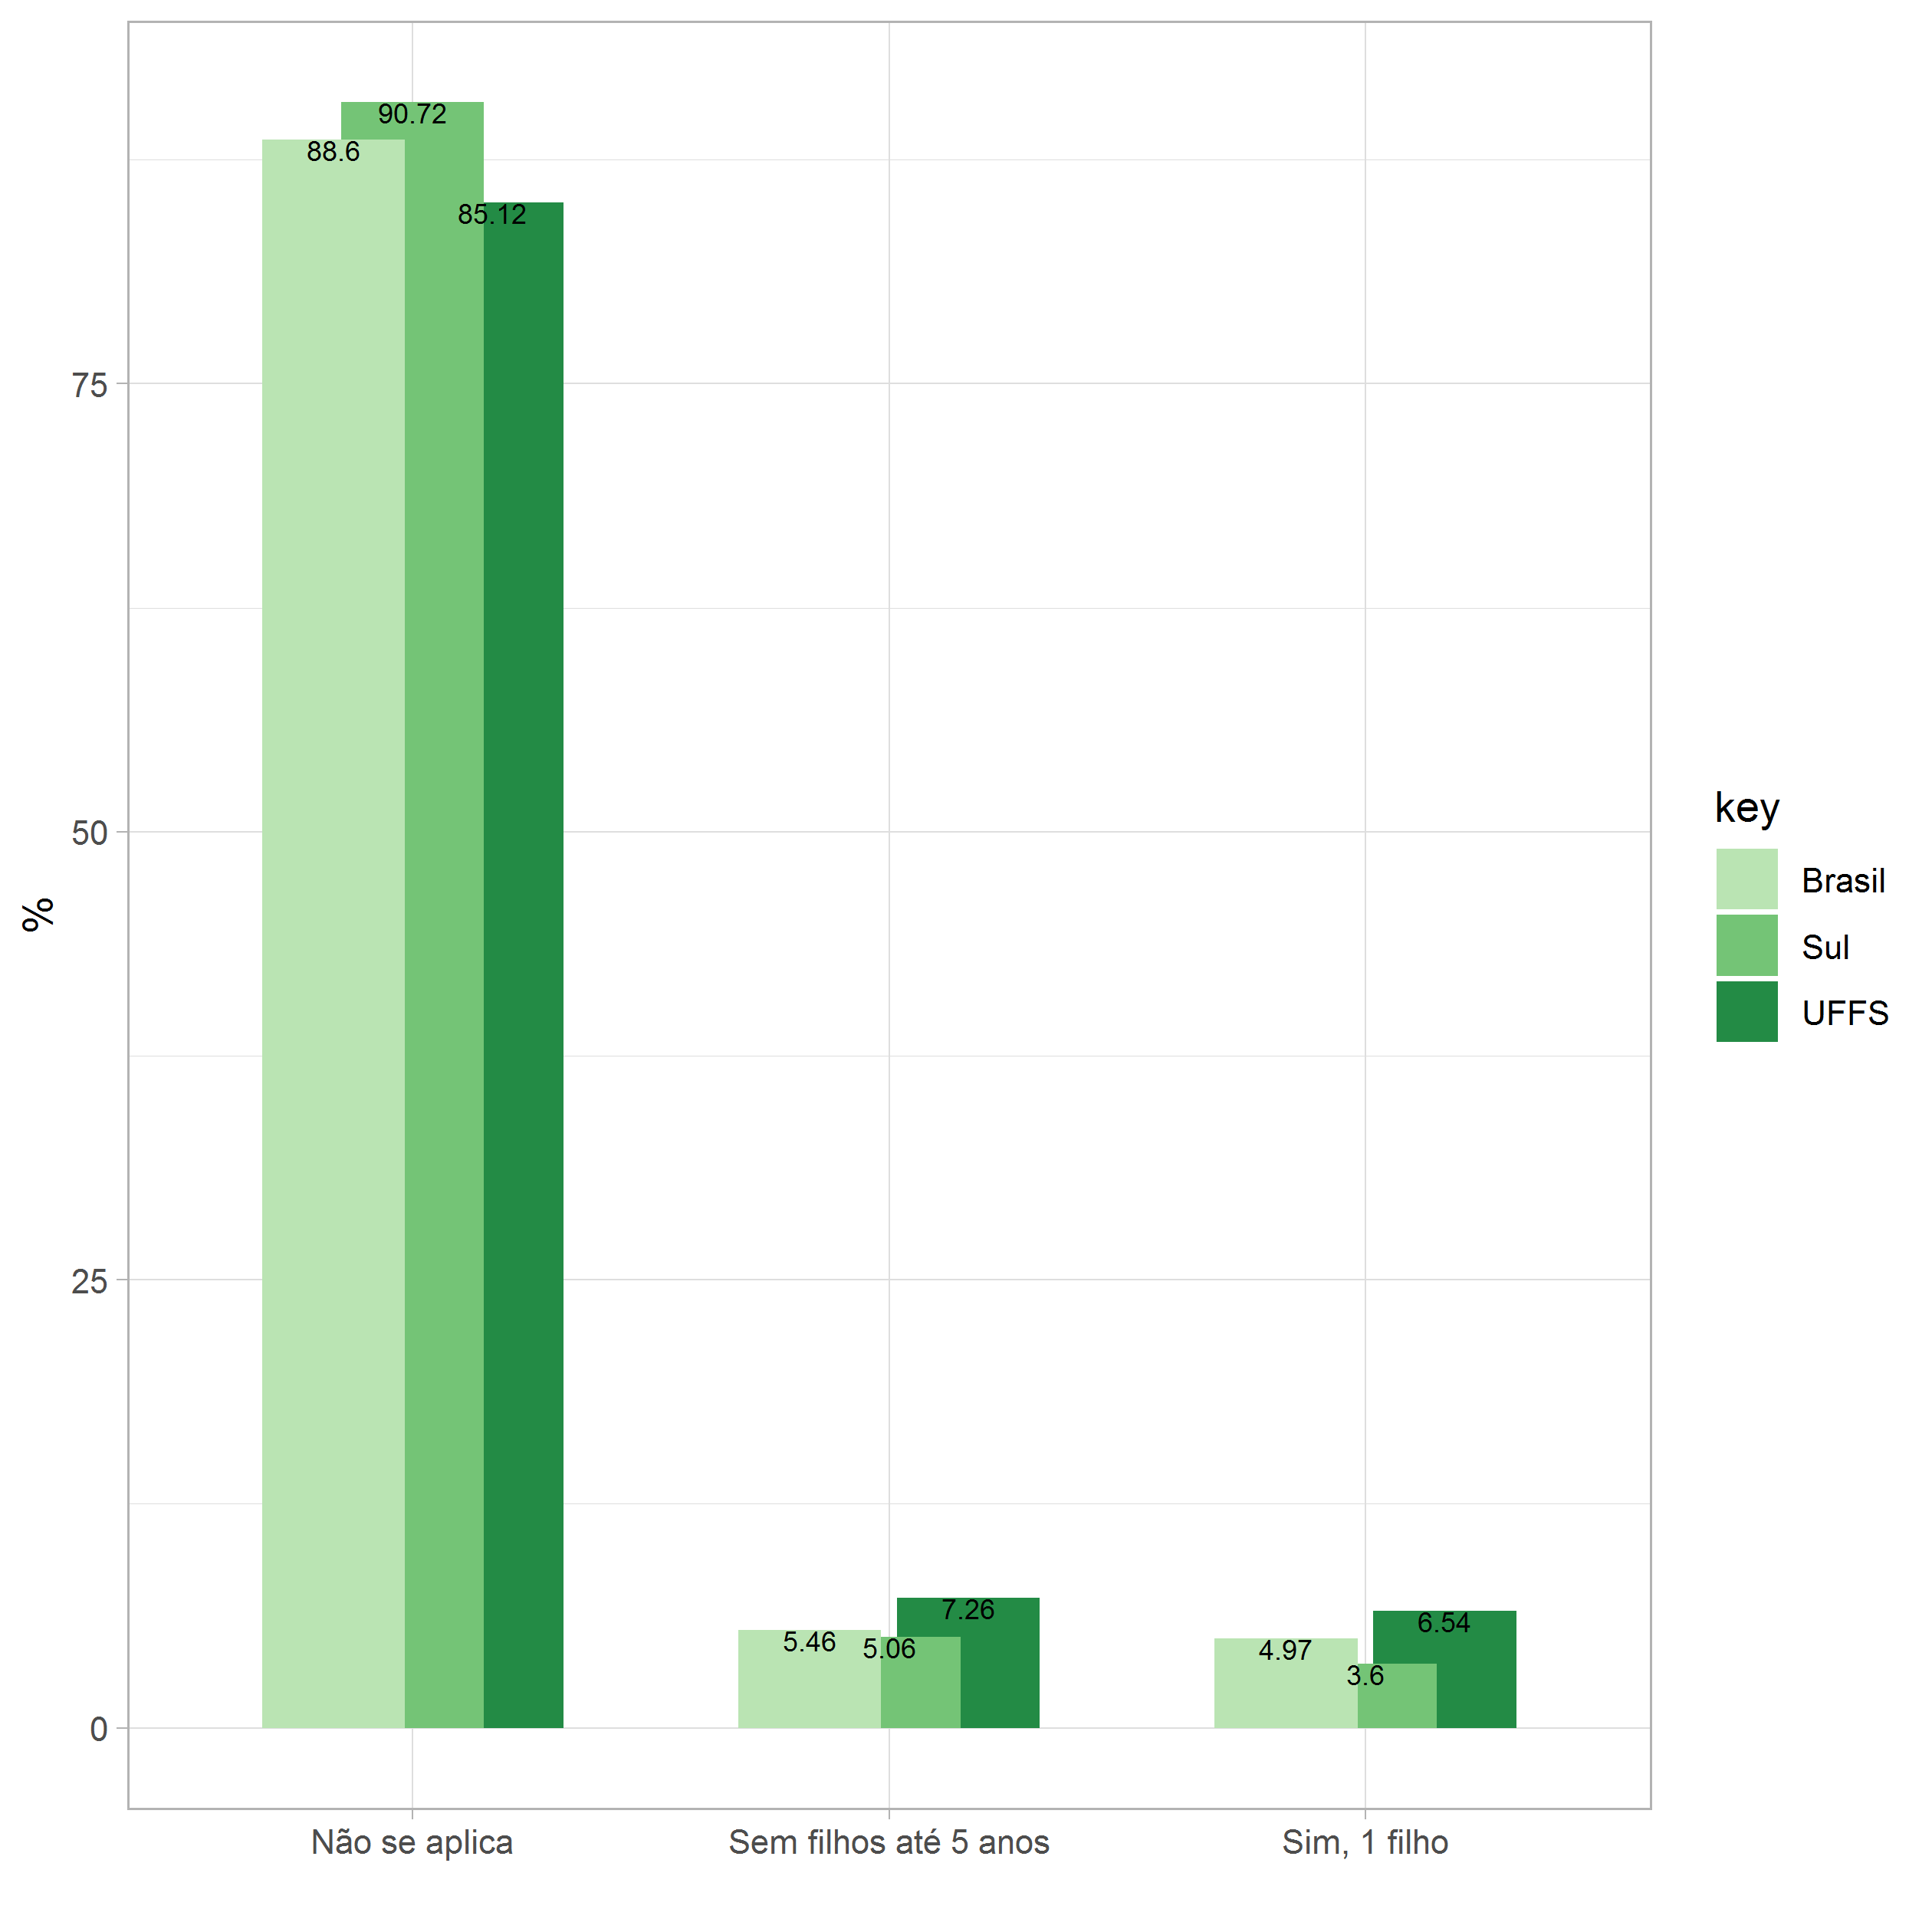 90.72
88.6
85.12
75
50
25
0
%
7.26
5.46
5.06
6.54
4.97
3.6
Não se aplica
Sem filhos até 5 anos
Sim, 1 filho
key
Brasil
Sul
UFFS